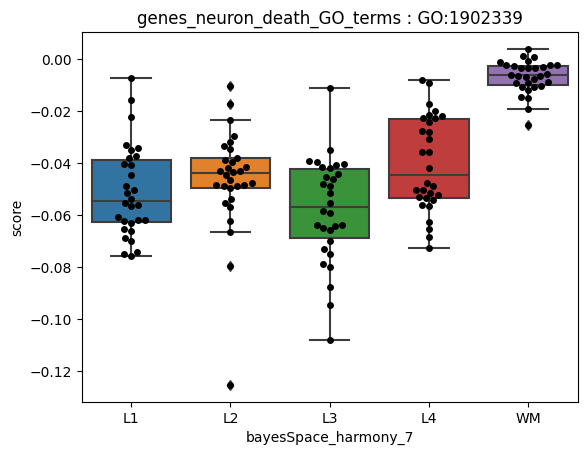 genes_neuron_death_GO_terms : GO:1902339
0.00
−0.02
−0.04
−0.06
−0.08
−0.10
−0.12
score
L1 L2 L3 L4 WM
bayesSpace_harmony_7